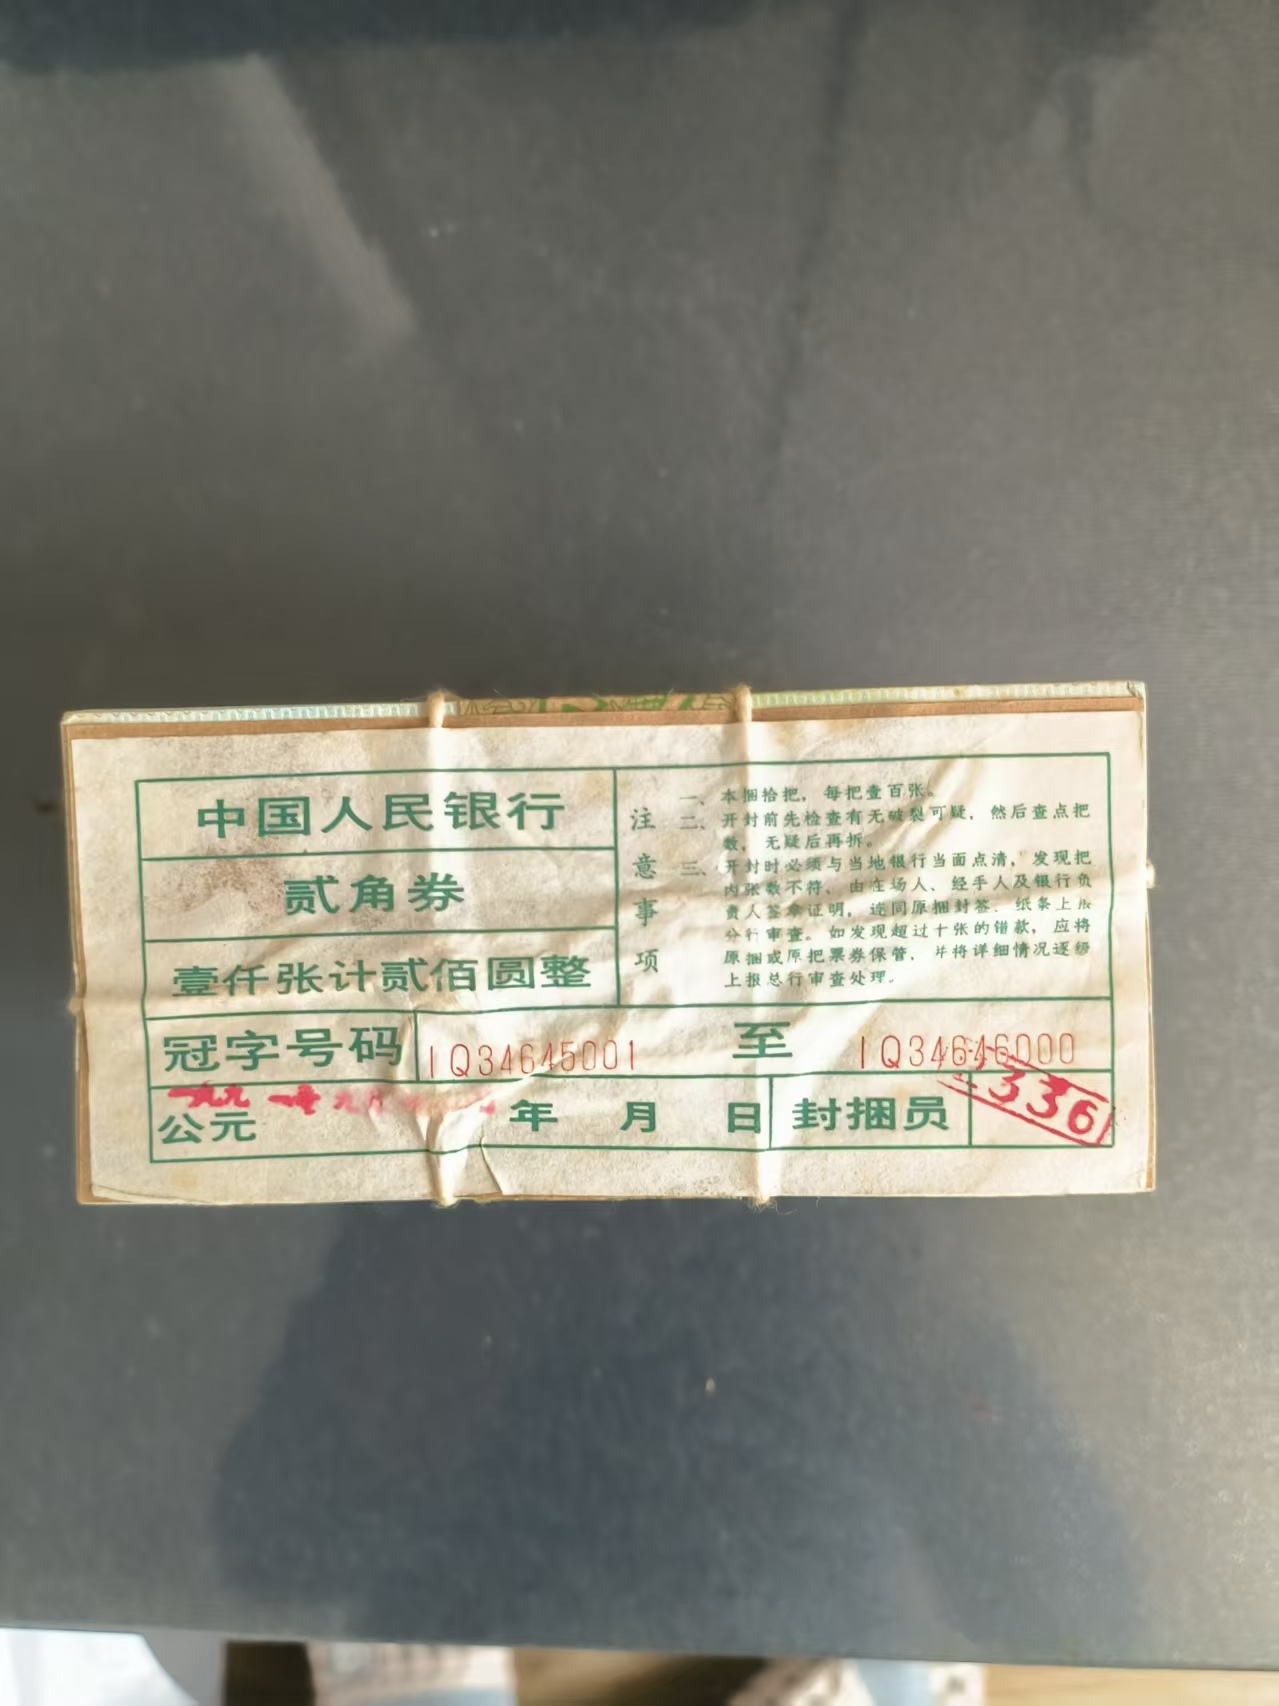 中国人民银行
贰角券
壹仟张计贰佰圆整
注意事项
一、本捆拾把，每把壹百张。
二、开封前先检查有无破裂可疑，然后查点把
数，无疑后再拆。
三、开封时必须与当地银行当面点清，发现把
内张数不符，由在场人、经手人及银行负
责人签章证明，连同原捆封签、纸条上报
分行审查。如发现超过十张的错款，应将
原捆或原把票券保管，并将详细情况逐级
上报总行审查处理。
冠字号码 IQ34645001 至 IQ34646000
公元 年 月 日 封捆员 336